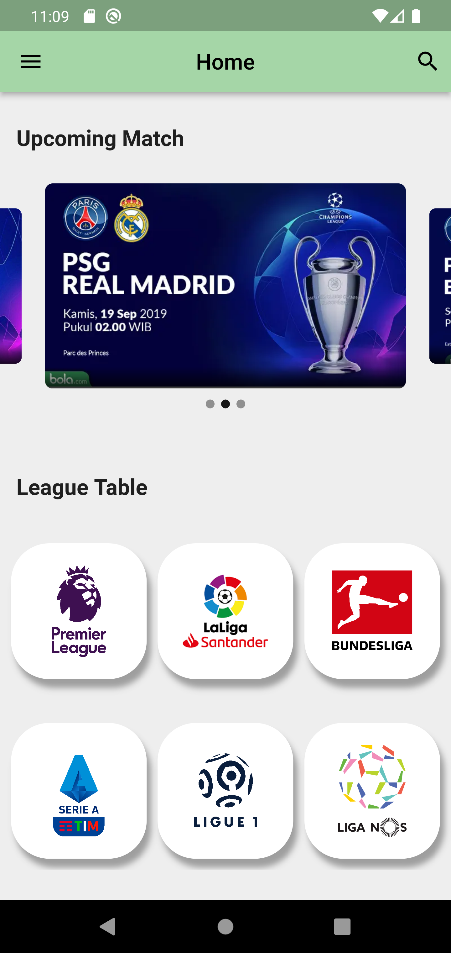 11:09
Home
Upcoming Match
PARIS
CHAMPIONS
LEAGUE
PSG
REAL MADRID
Kamis, 19 Sep 2019
Pukul 02.00 WIB
Parc des Princes
bola.com
League Table
Premier
League
LaLiga
Santander
BUNDESLIGA
SERIE A
TIM
LIGUE 1
LIGA NOS